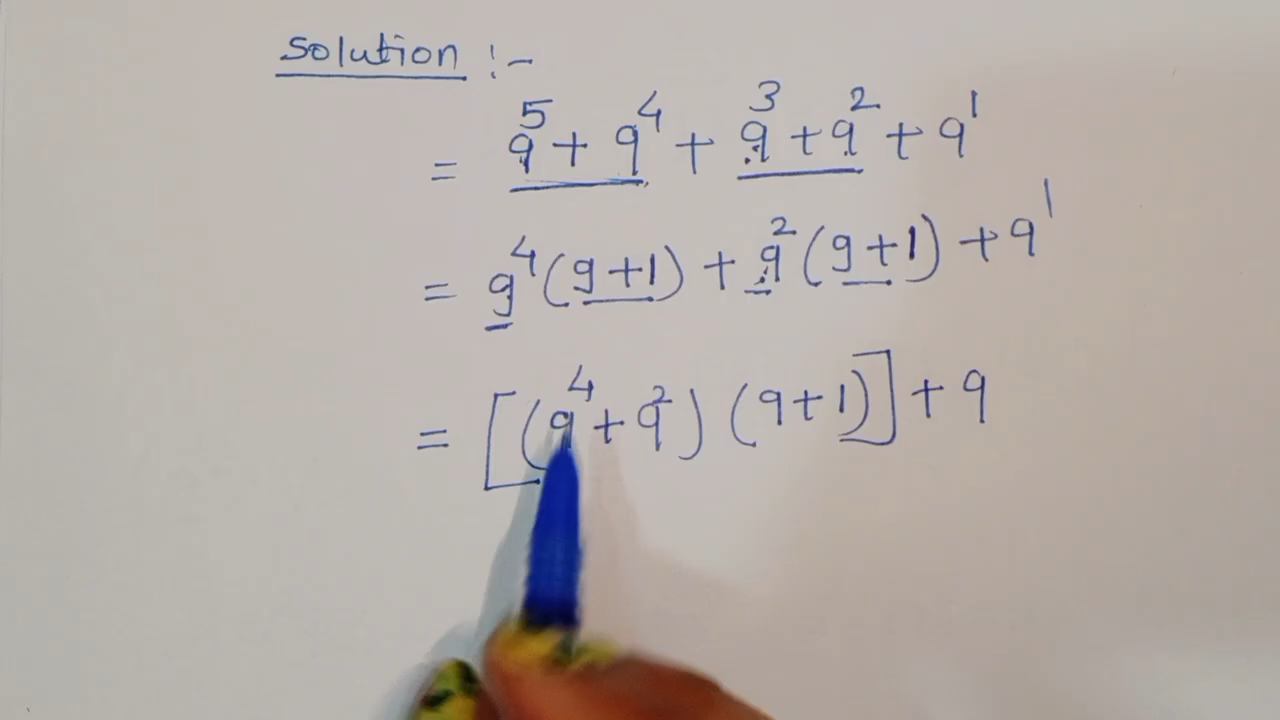 Solution :-
= 9⁵ + 9⁴ + 9³ + 9² + 9¹
= 9⁴(9+1) + 9²(9+1) + 9¹
= [(9⁴ + 9²) (9+1)] + 9